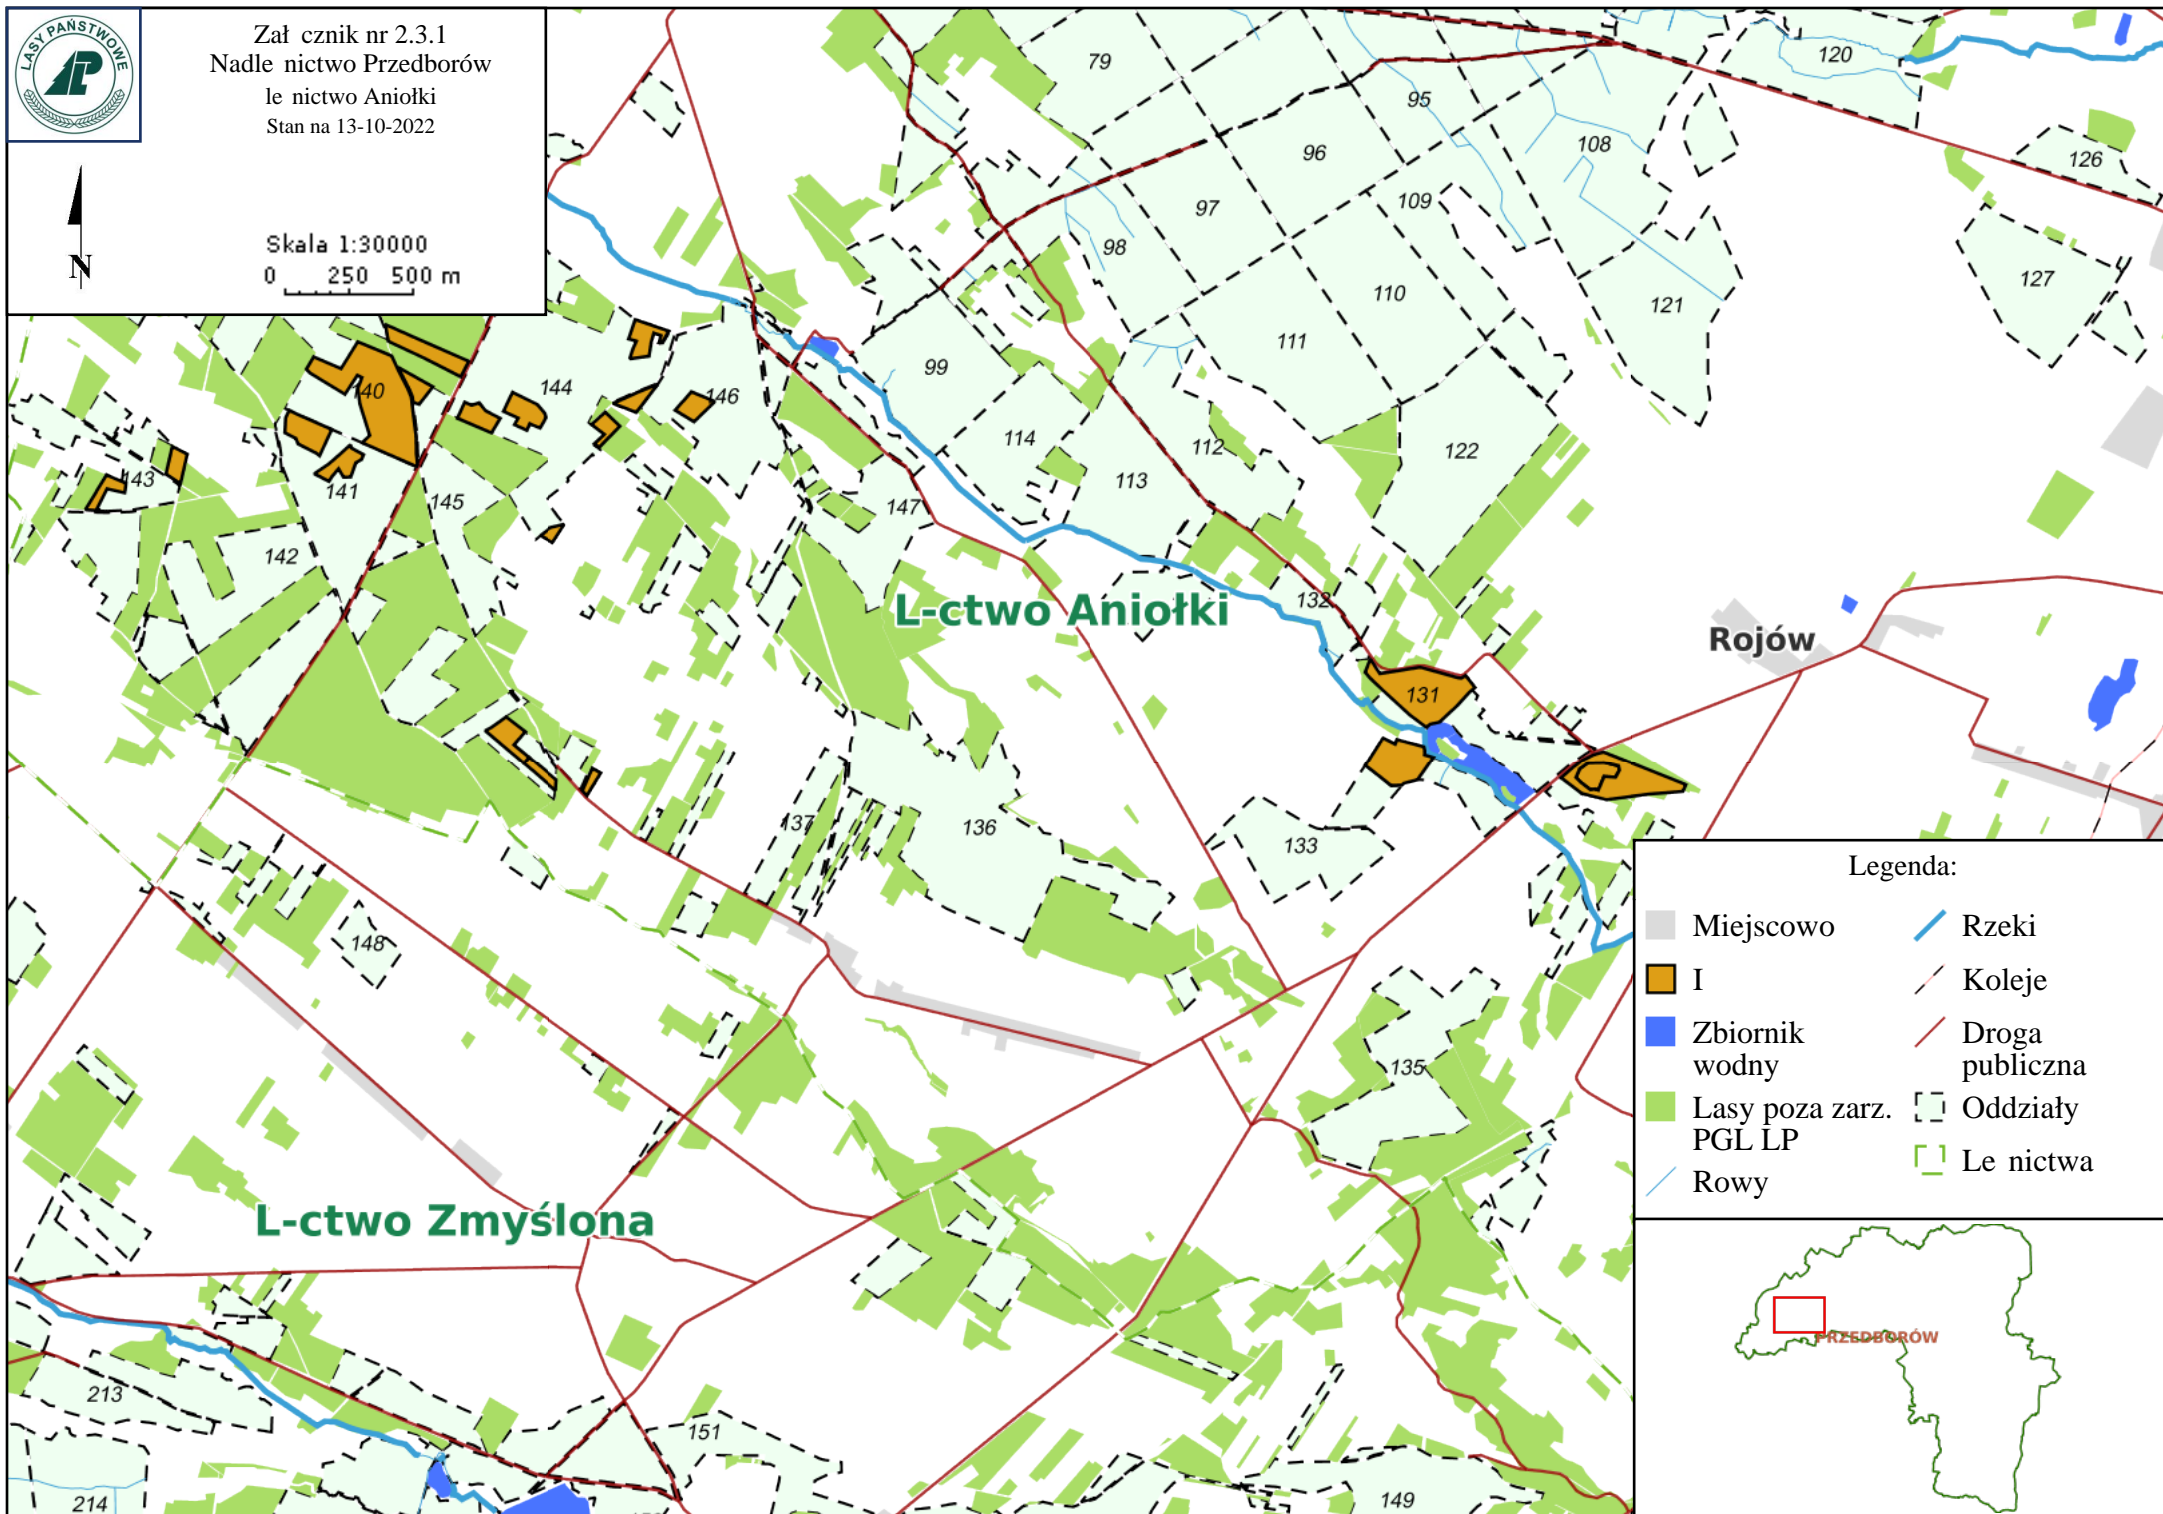 LASY PAŃSTWOWE
Zał cznik nr 2.3.1
Nadle nictwo Przedborów
le nictwo Aniołki
Stan na 13-10-2022
N
Skala 1:30000
0 250 500 m
79
95
96
97
98
99
108
109
110
111
112
113
114
120
121
122
126
127
131
132
133
135
136
137
140
141
142
143
144
145
146
147
148
149
151
213
214
L-ctwo Aniołki
Rojów
L-ctwo Zmyślona
Legenda:
Miejscowo
I
Zbiornik
wodny
Lasy poza zarz.
PGL LP
Rowy
Rzeki
Koleje
Droga
publiczna
Oddziały
Le nictwa
PRZEDBORÓW